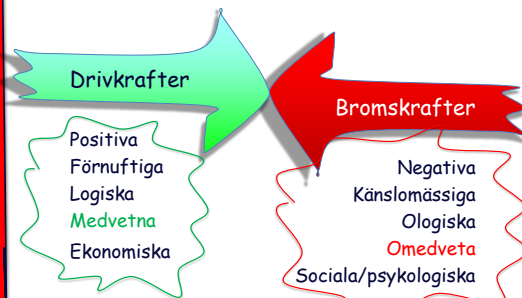 Drivkrafter
Positiva
Förnuftiga
Logiska
Medvetna
Ekonomiska
Bromskrafter
Negativa
Känslomässiga
Ologiska
Omedveta
Sociala/psykologiska